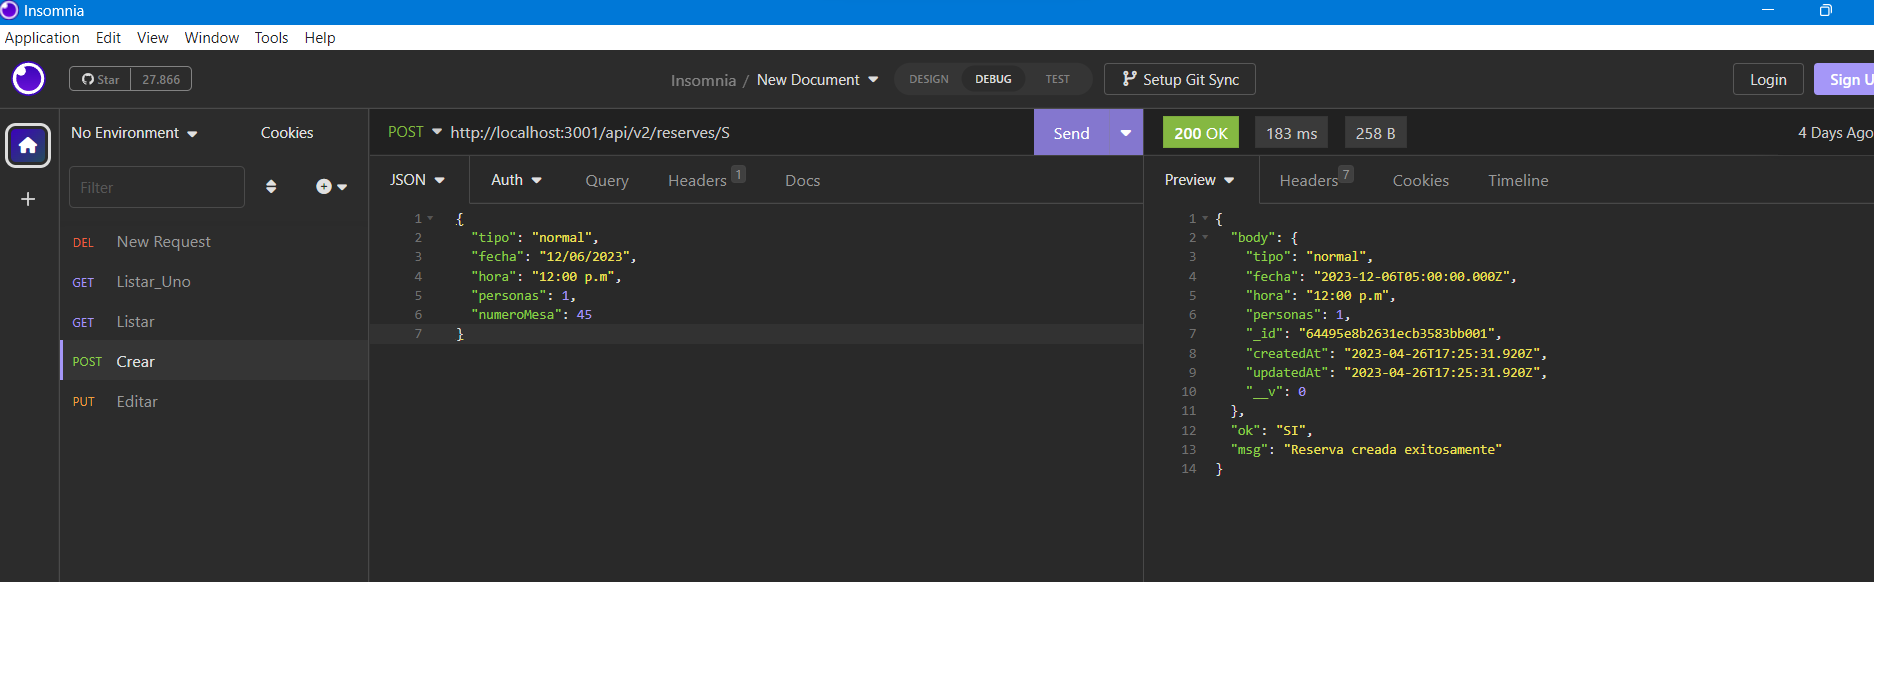 Insomnia
Application Edit View Window Tools Help
Star 27.866
Insomnia / New Document DESIGN DEBUG TEST Setup Git Sync Login Sign U
No Environment Cookies
Filter
DEL New Request
GET Listar_Uno
GET Listar
POST Crear
PUT Editar
POST http://localhost:3001/api/v2/reserves/S Send
JSON Auth Query Headers 1 Docs
1 {
2 "tipo": "normal",
3 "fecha": "12/06/2023",
4 "hora": "12:00 p.m",
5 "personas": 1,
6 "numeroMesa": 45
7 }
200 OK 183 ms 258 B 4 Days Ago
Preview Headers 7 Cookies Timeline
1 {
2 "body": {
3 "tipo": "normal",
4 "fecha": "2023-12-06T05:00:00.000Z",
5 "hora": "12:00 p.m",
6 "personas": 1,
7 "_id": "64495e8b2631ecb3583bb001",
8 "createdAt": "2023-04-26T17:25:31.920Z",
9 "updatedAt": "2023-04-26T17:25:31.920Z",
10 "__v": 0
11 },
12 "ok": "SI",
13 "msg": "Reserva creada exitosamente"
14 }